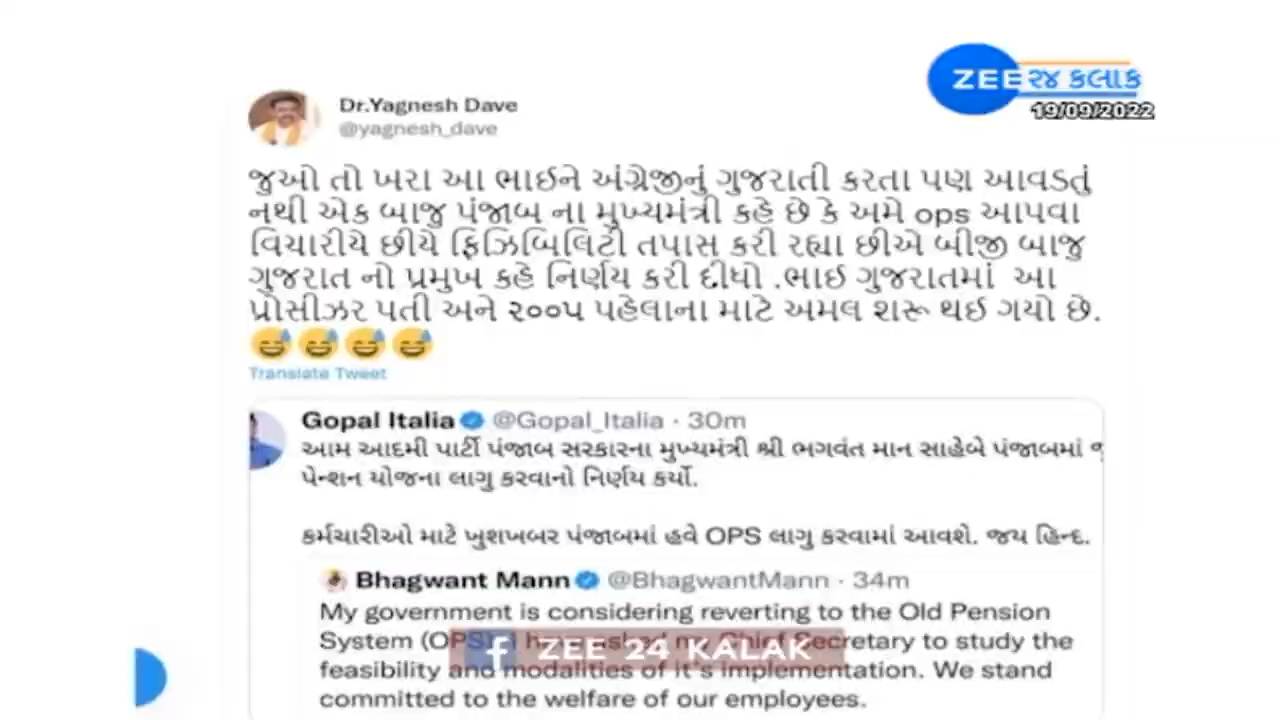 ZEE ૨૪ કલાક
19/09/2022
Dr.Yagnesh Dave
@yagnesh_dave
જુઓ તો ખરા આ ભાઈને અંગ્રેજીનું ગુજરાતી કરતા પણ આવડતું
નથી એક બાજુ પંજાબ ના મુખ્યમંત્રી કહે છે કે અમે ops આપવા
વિચારીયે છીયે ફિઝિબિલિટી તપાસ કરી રહ્યા છીએ બીજી બાજુ
ગુજરાત નો પ્રમુખ કહે નિર્ણય કરી દીધો .ભાઈ ગુજરાતમાં આ
પ્રોસીઝર પતી અને ૨૦૦૫ પહેલાના માટે અમલ શરૂ થઈ ગયો છે.
😅😅😅😅
Translate Tweet
Gopal Italia @Gopal_Italia · 30m
આમ આદમી પાર્ટી પંજાબ સરકારના મુખ્યમંત્રી શ્રી ભગવંત માન સાહેબે પંજાબમાં
પેન્શન યોજના લાગુ કરવાનો નિર્ણય કર્યો.
કર્મચારીઓ માટે ખુશખબર પંજાબમાં હવે OPS લાગુ કરવામાં આવશે. જય હિન્દ.
Bhagwant Mann @BhagwantMann · 34m
My government is considering reverting to the Old Pension
System (OPS). I have asked my Chief Secretary to study the
feasibility and modalities of it's implementation. We stand
committed to the welfare of our employees.
ZEE 24 KALAK